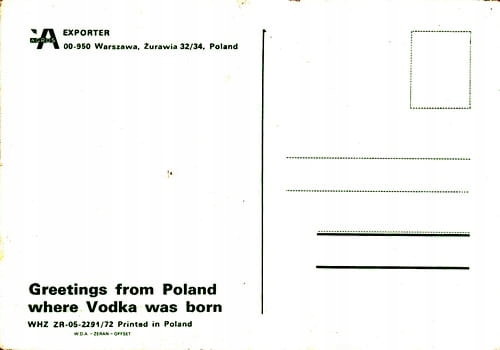 AGROS
EXPORTER
00-950 Warszawa, Żurawia 32/34, Poland
Greetings from Poland
where Vodka was born
WHZ ZR-05-2291/72 Printed in Poland
W.D.A. - ZERAN - OFFSET